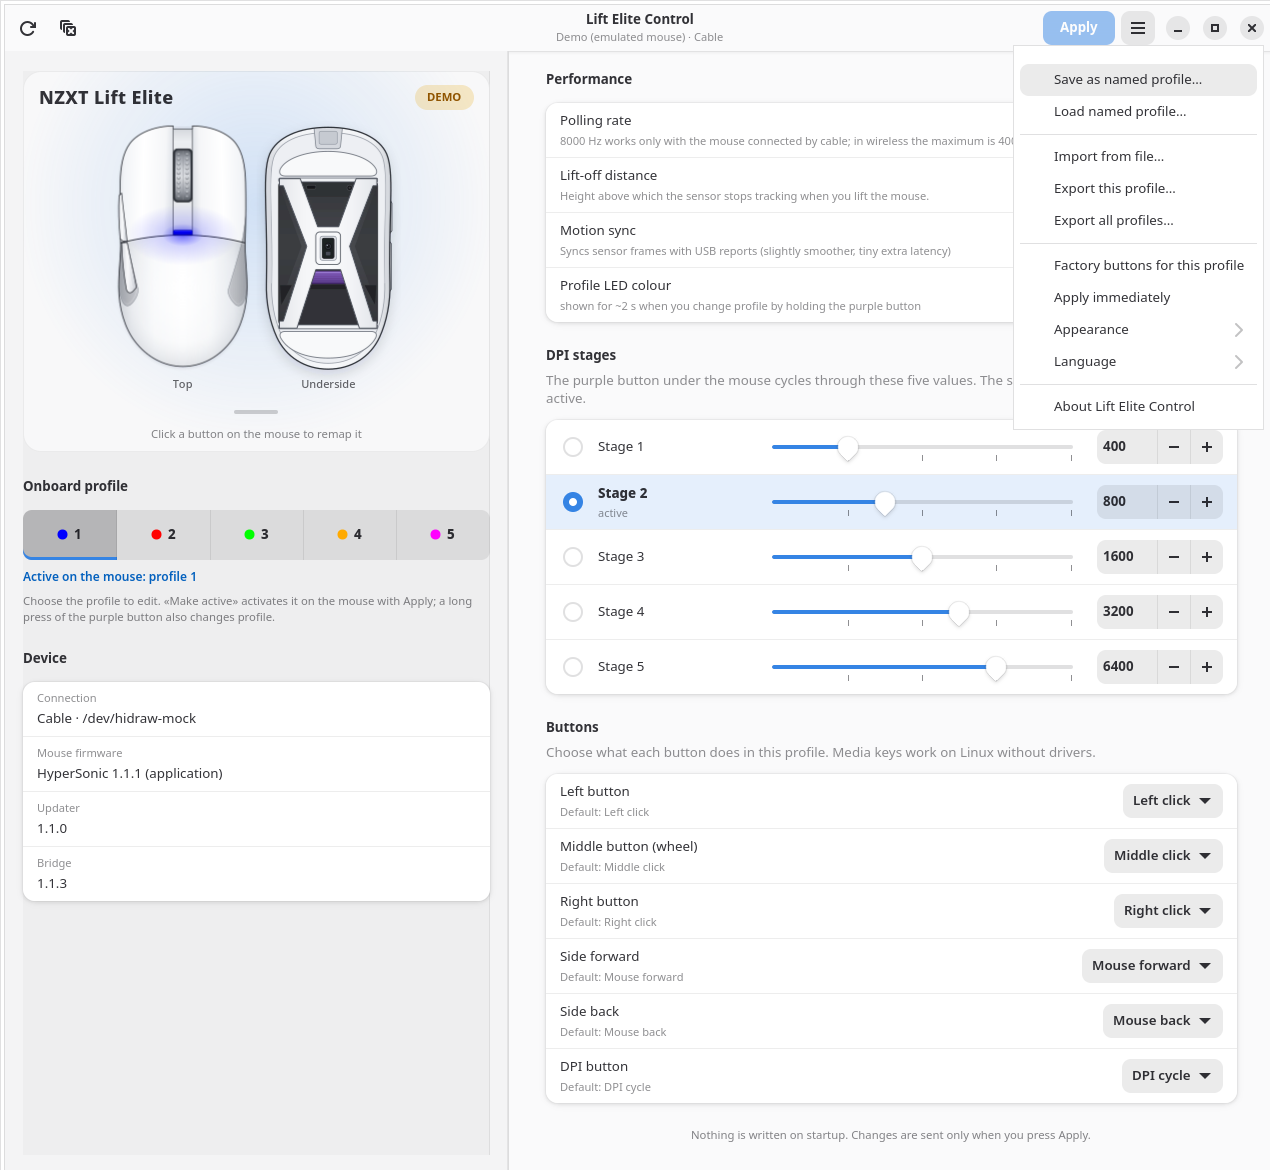 Lift Elite Control
Demo (emulated mouse) · Cable
Apply
NZXT Lift Elite
DEMO
Top
Underside
Click a button on the mouse to remap it
Onboard profile
1
2
3
4
5
Active on the mouse: profile 1
Choose the profile to edit. «Make active» activates it on the mouse with Apply; a long
press of the purple button also changes profile.
Device
Connection
Cable · /dev/hidraw-mock
Mouse firmware
HyperSonic 1.1.1 (application)
Updater
1.1.0
Bridge
1.1.3
Performance
Polling rate
8000 Hz works only with the mouse connected by cable; in wireless the maximum is
Lift-off distance
Height above which the sensor stops tracking when you lift the mouse.
Motion sync
Syncs sensor frames with USB reports (slightly smoother, tiny extra latency)
Profile LED colour
shown for ~2 s when you change profile by holding the purple button
DPI stages
The purple button under the mouse cycles through these five values. The
active.
Stage 1
400
Stage 2
active
800
Stage 3
1600
Stage 4
3200
Stage 5
6400
Buttons
Choose what each button does in this profile. Media keys work on Linux without drivers.
Left button
Default: Left click
Left click
Middle button (wheel)
Default: Middle click
Middle click
Right button
Default: Right click
Right click
Side forward
Default: Mouse forward
Mouse forward
Side back
Default: Mouse back
Mouse back
DPI button
Default: DPI cycle
DPI cycle
Nothing is written on startup. Changes are sent only when you press Apply.
Save as named profile...
Load named profile...
Import from file...
Export this profile...
Export all profiles...
Factory buttons for this profile
Apply immediately
Appearance
Language
About Lift Elite Control